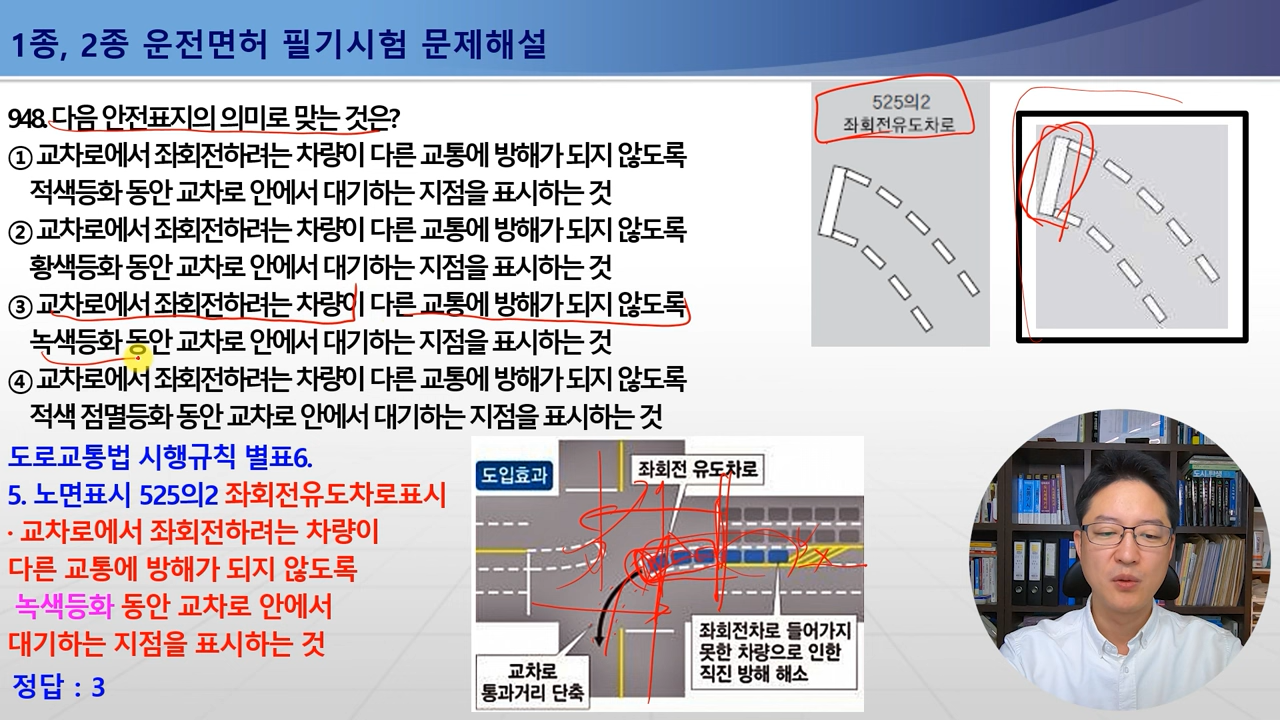 1종, 2종 운전면허 필기시험 문제해설
948. 다음 안전표지의 의미로 맞는 것은?
① 교차로에서 좌회전하려는 차량이 다른 교통에 방해가 되지 않도록
적색등화 동안 교차로 안에서 대기하는 지점을 표시하는 것
② 교차로에서 좌회전하려는 차량이 다른 교통에 방해가 되지 않도록
황색등화 동안 교차로 안에서 대기하는 지점을 표시하는 것
③ 교차로에서 좌회전하려는 차량이 다른 교통에 방해가 되지 않도록
녹색등화 동안 교차로 안에서 대기하는 지점을 표시하는 것
④ 교차로에서 좌회전하려는 차량이 다른 교통에 방해가 되지 않도록
적색 점멸등화 동안 교차로 안에서 대기하는 지점을 표시하는 것
525의2
좌회전유도차로
도로교통법 시행규칙 별표6.
5. 노면표시 525의2 좌회전유도차로표시
· 교차로에서 좌회전하려는 차량이
다른 교통에 방해가 되지 않도록
녹색등화 동안 교차로 안에서
대기하는 지점을 표시하는 것
정답 : 3
도입효과
좌회전 유도차로
교차로
통과거리 단축
좌회전차로 들어가지
못한 차량으로 인한
직진 방해 해소